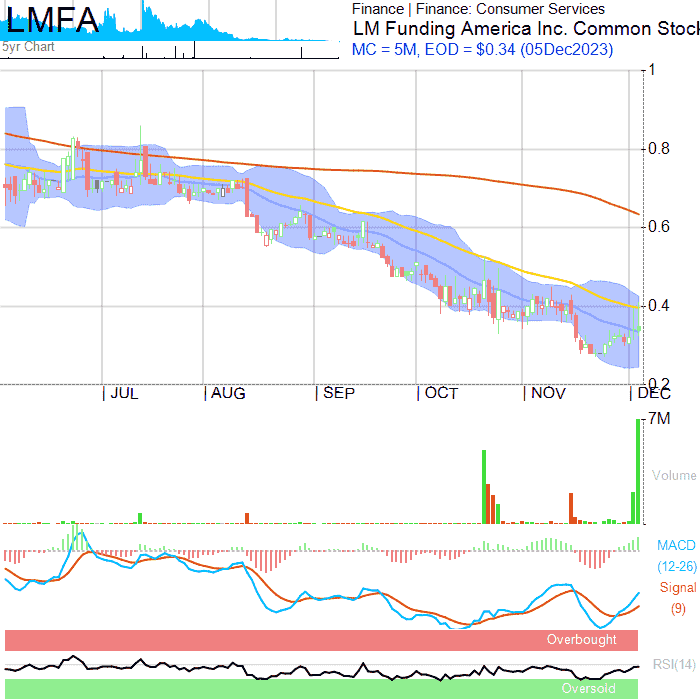 LMFA
Finance | Finance: Consumer Services
LM Funding America Inc. Common Stock
MC = 5M, EOD = $0.34 (05Dec2023)
5yr Chart
1
0.8
0.6
0.4
0.2
JUL AUG SEP OCT NOV DEC
7M
Volume
MACD
(12-26)
Signal
(9)
Overbought
RSI(14)
Oversold